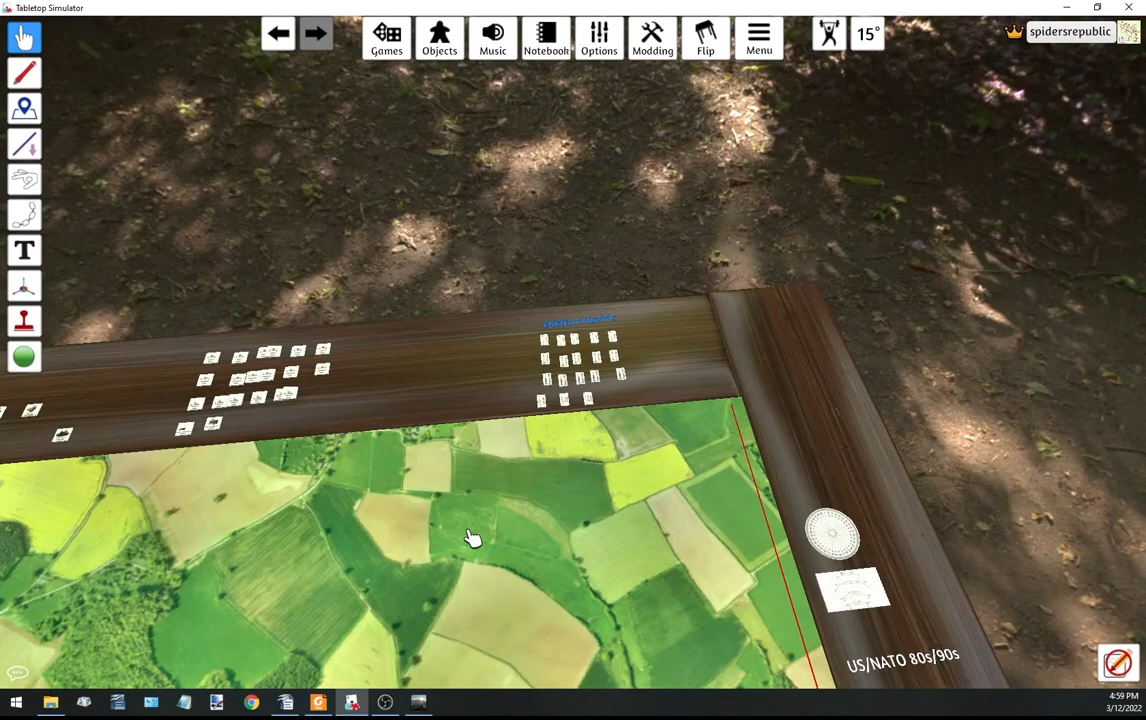 Tabletop Simulator
Games
Objects
Music
Notebook
Options
Modding
Flip
Menu
15°
spidersrepublic
T
US/NATO 80s/90s
4:59 PM
3/12/2022